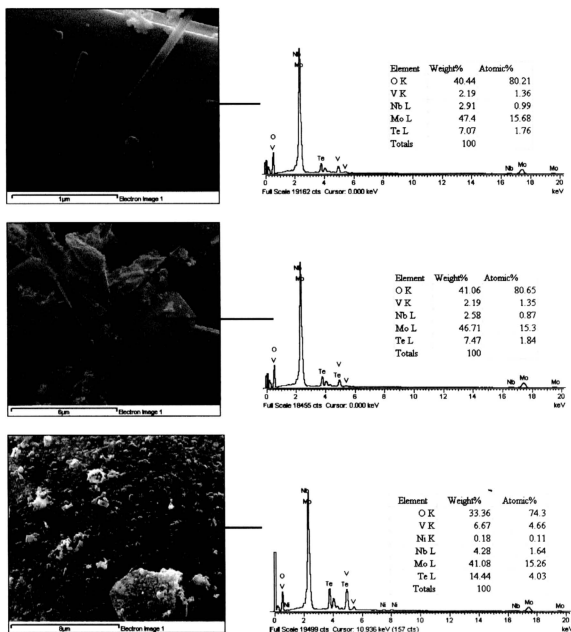 Nb
Mo
O
V
Te
V
V
Nb
Mo
Mo
0 2 4 6 8 10 12 14 16 18 20
Full Scale 19162 cts Cursor: 0.000 keV
keV
Element Weight% Atomic%
O K 40.44 80.21
V K 2.19 1.36
Nb L 2.91 0.99
Mo L 47.4 15.68
Te L 7.07 1.76
Totals 100
1µm
Electron Image 1
Nb
Mo
O
V
Te
V
Te
V
Nb
Mo
Mo
0 2 4 6 8 10 12 14 16 18 20
Full Scale 18455 cts Cursor: 0.000 keV
keV
Element Weight% Atomic%
O K 41.06 80.65
V K 2.19 1.35
Nb L 2.58 0.87
Mo L 46.71 15.3
Te L 7.47 1.84
Totals 100
6µm
Electron Image 1
Nb
Mo
O
V
Ni
Te
V
Te
V
Ni Ni
Nb
Mo
Mo
0 2 4 6 8 10 12 14 16 18 20
Full Scale 19499 cts Cursor: 10.936 keV (157 cts)
keV
Element Weight% Atomic%
O K 33.36 74.3
V K 6.67 4.66
Ni K 0.18 0.11
Nb L 4.28 1.64
Mo L 41.08 15.26
Te L 14.44 4.03
Totals 100
8µm
Electron Image 1